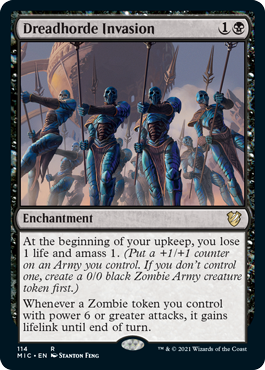 Dreadhorde Invasion 1
Enchantment
At the beginning of your upkeep, you lose
1 life and amass 1. (Put a +1/+1 counter
on an Army you control. If you don't control
one, create a 0/0 black Zombie Army creature
token first.)
Whenever a Zombie token you control
with power 6 or greater attacks, it gains
lifelink until end of turn.
114 R
MIC • EN STANTON FENG ™ & © 2021 Wizards of the Coast